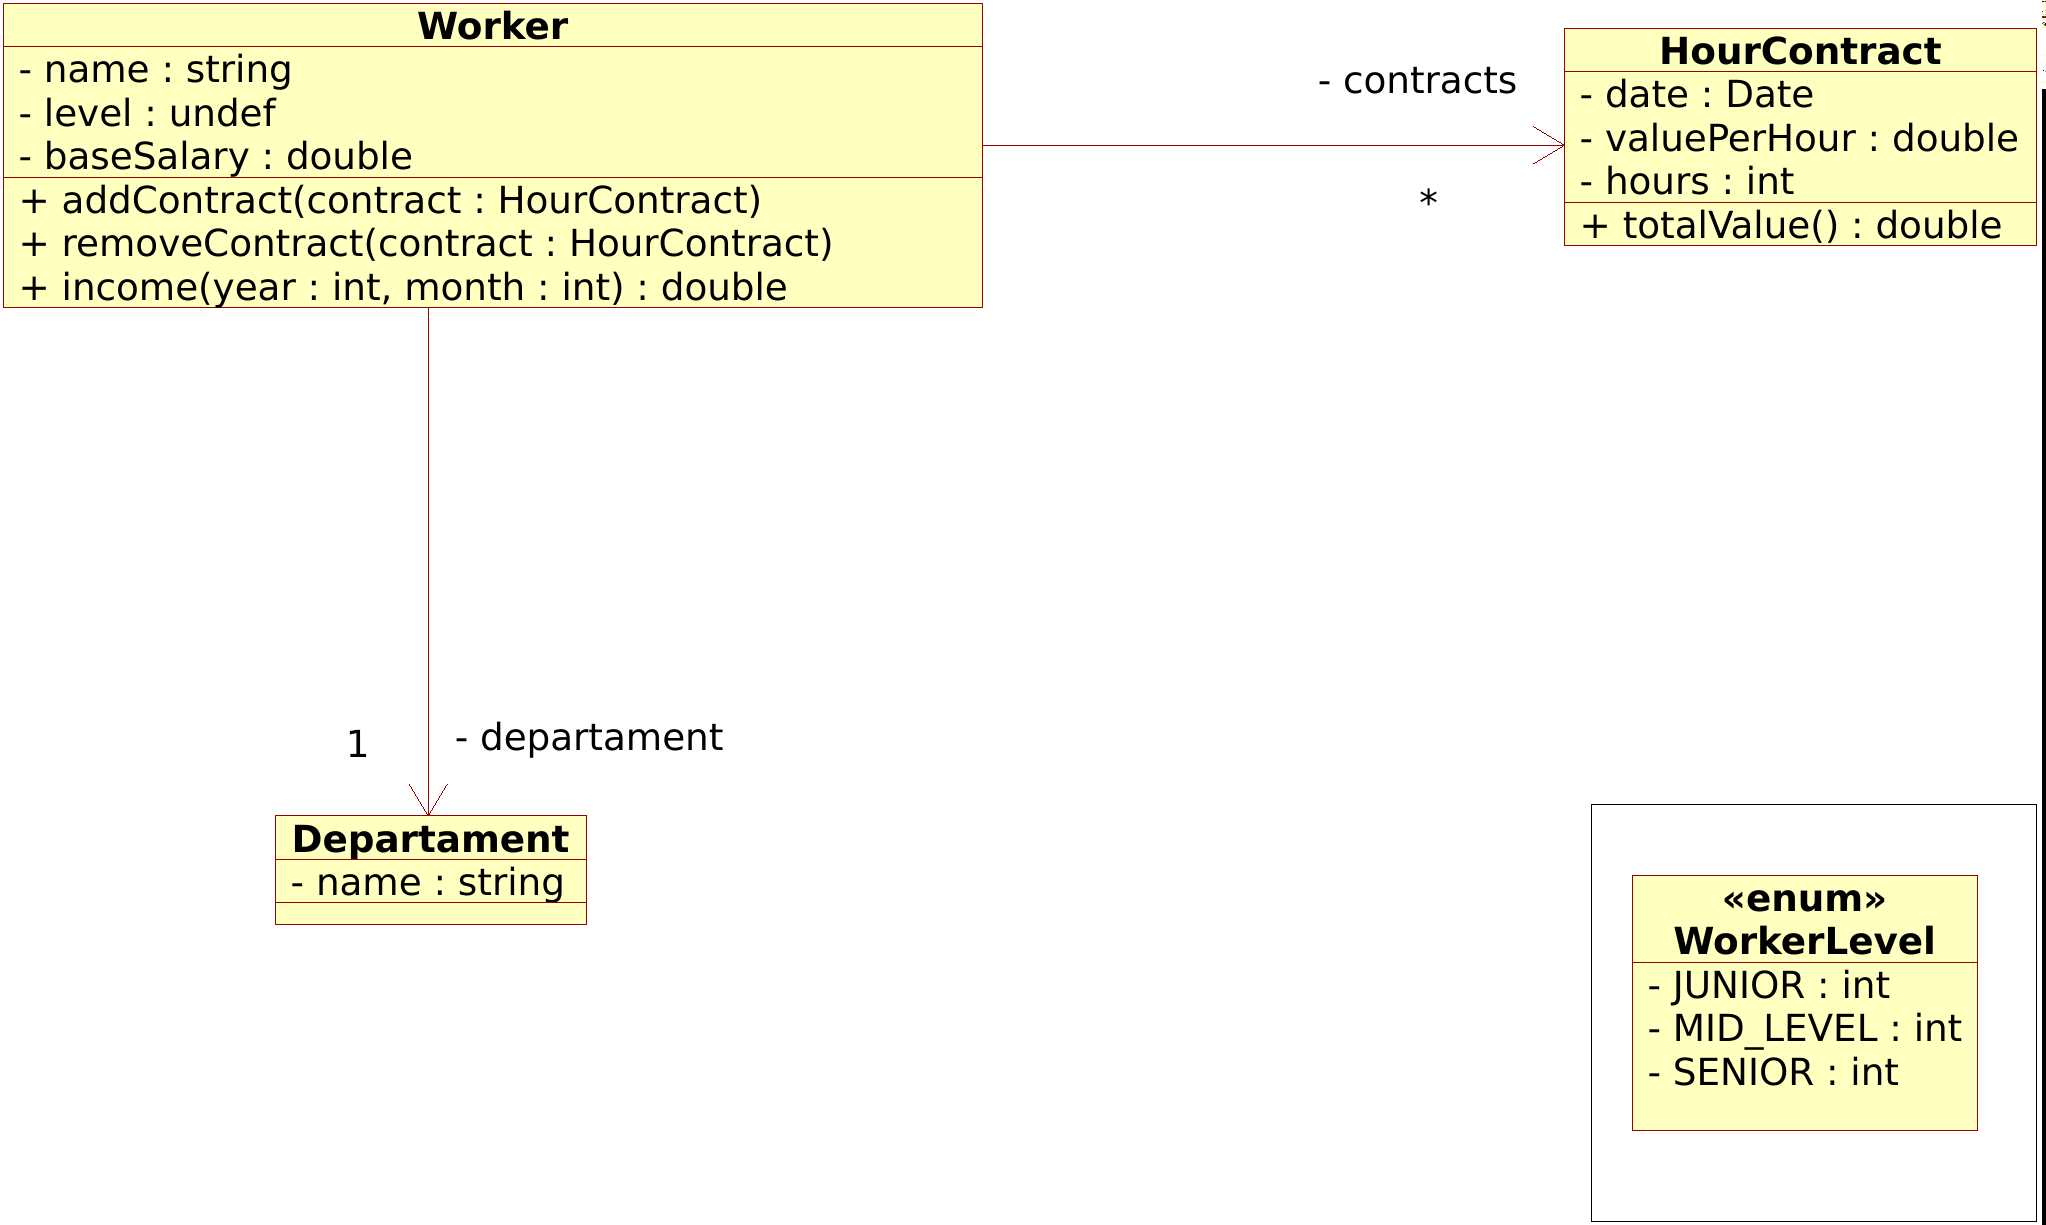 Worker
- name : string
- level : undef
- baseSalary : double
+ addContract(contract : HourContract)
+ removeContract(contract : HourContract)
+ income(year : int, month : int) : double
- contracts
*
HourContract
- date : Date
- valuePerHour : double
- hours : int
+ totalValue() : double
1
- departament
Departament
- name : string
«enum»
WorkerLevel
- JUNIOR : int
- MID_LEVEL : int
- SENIOR : int